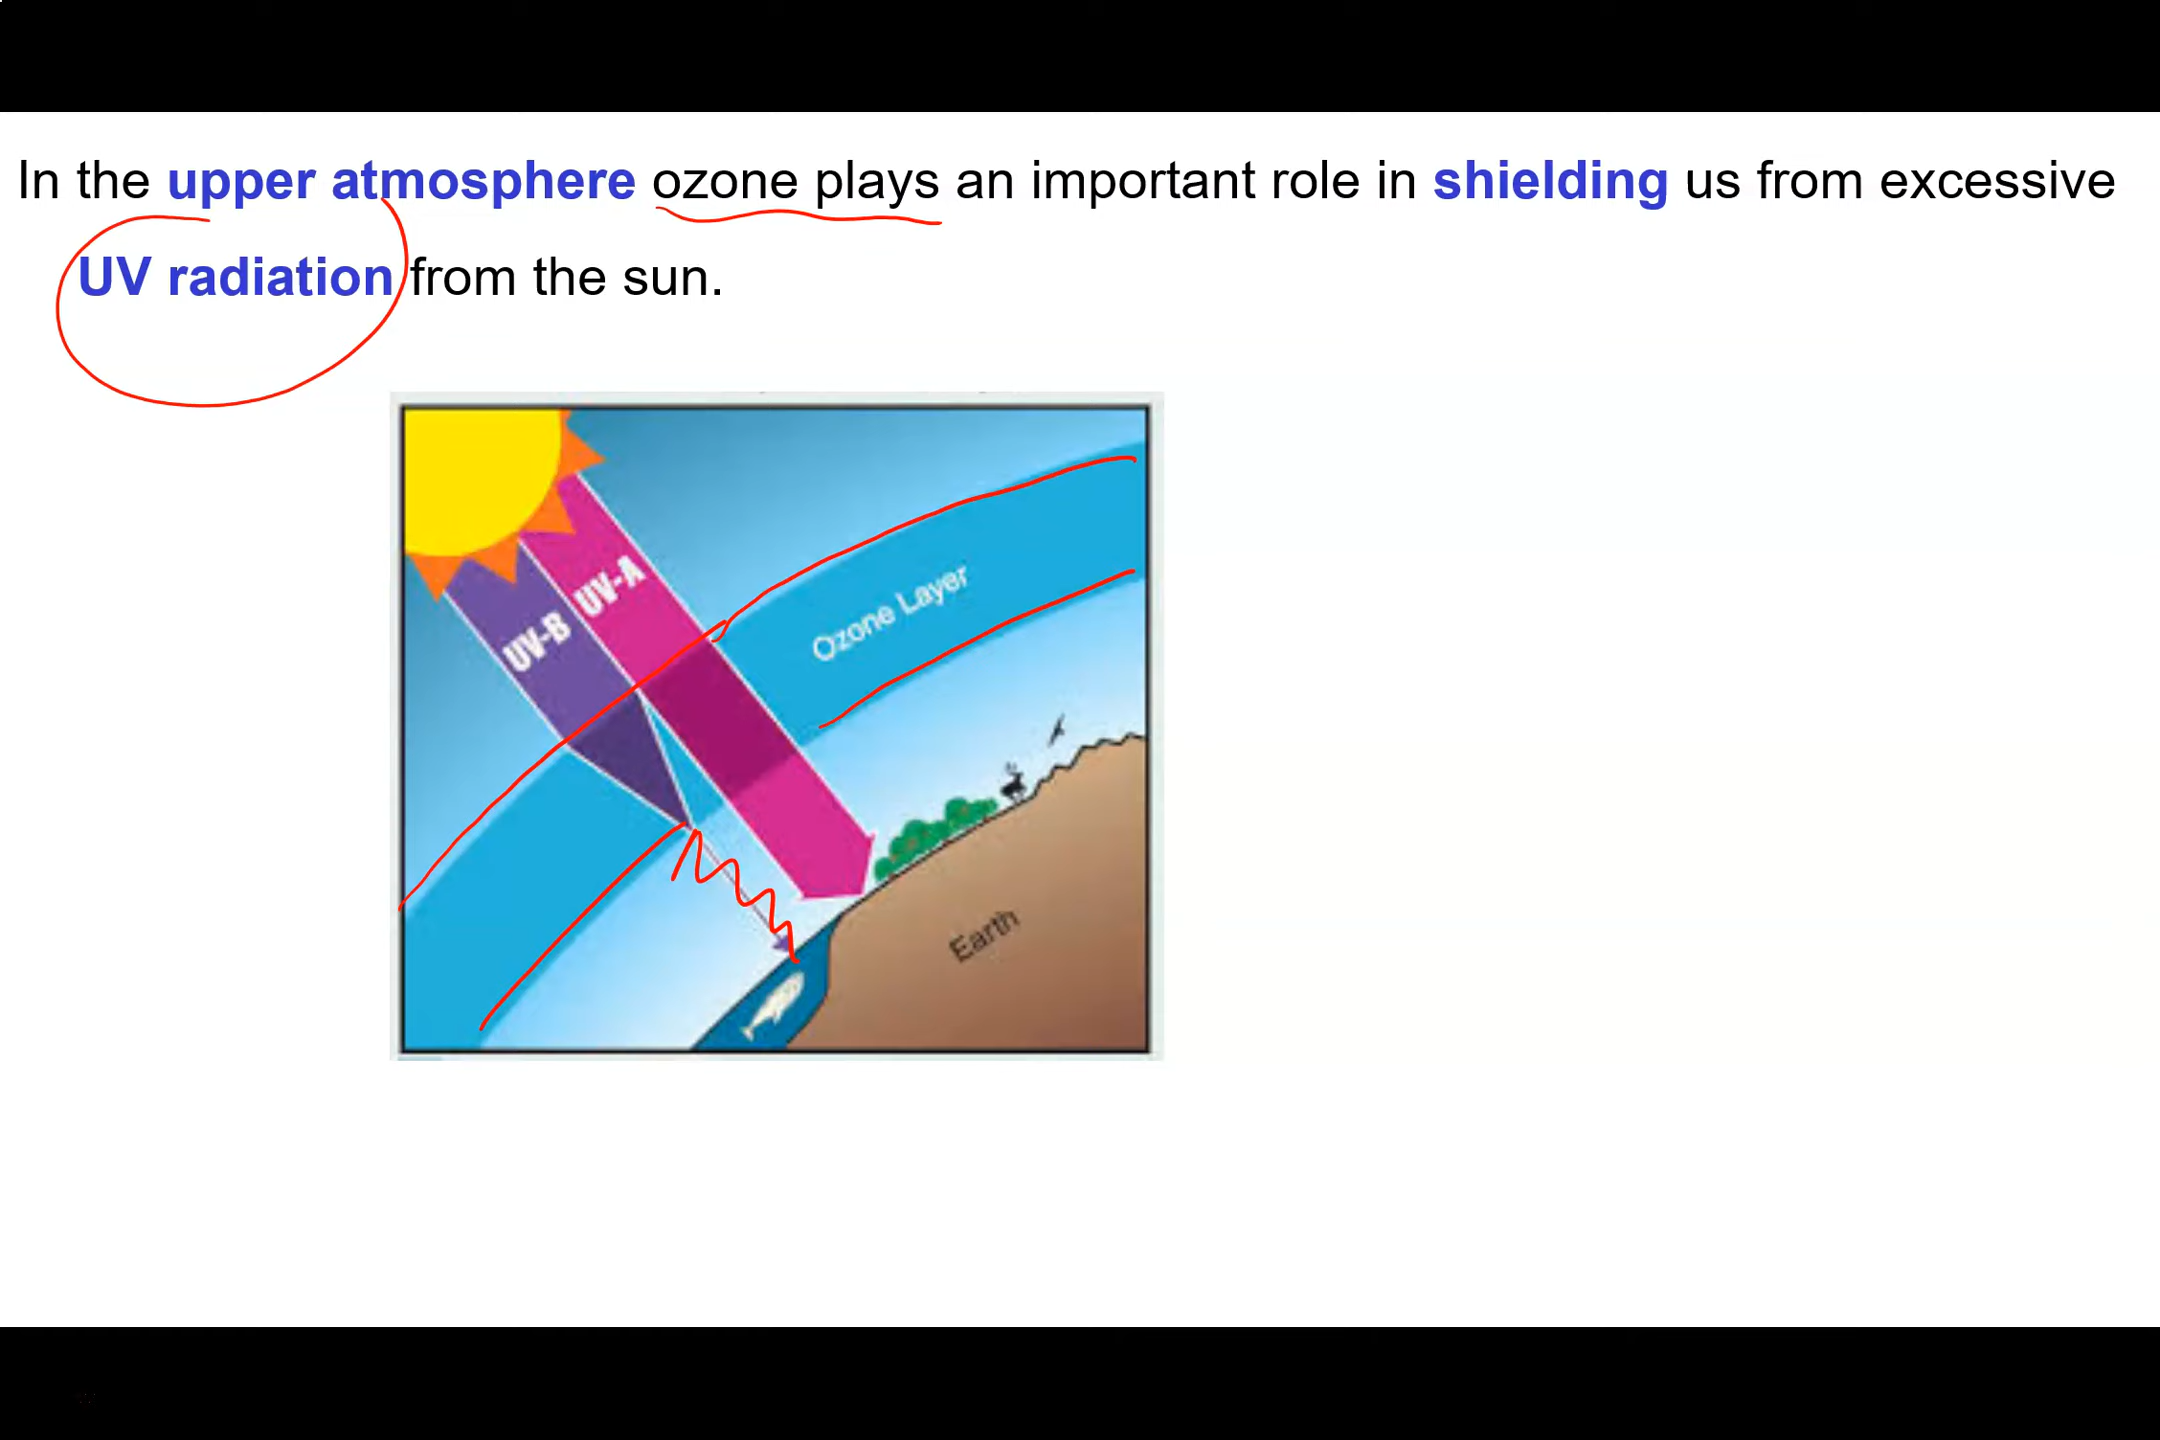 In the upper atmosphere ozone plays an important role in shielding us from excessive
UV radiation from the sun.
UV-A
UV-B
Ozone Layer
Earth